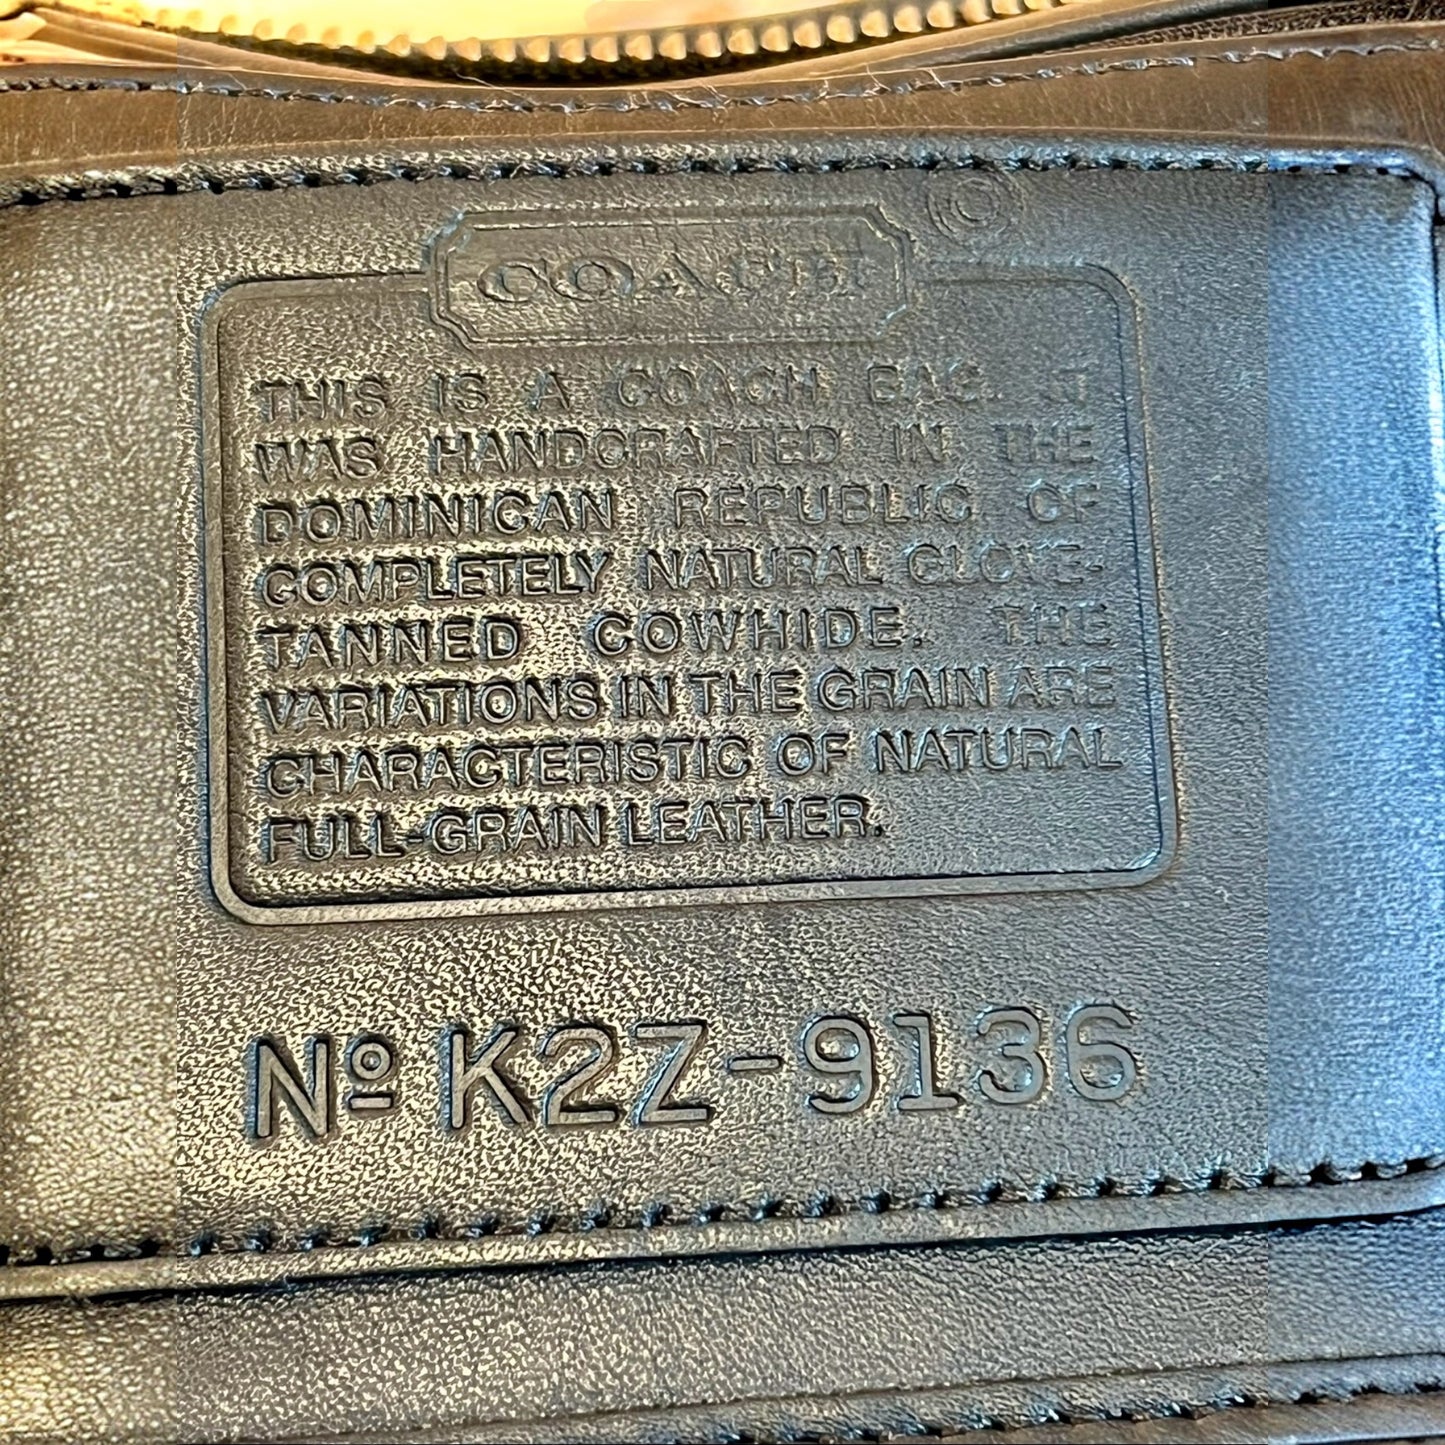 COACH
THIS IS A COACH BAG. IT
WAS HANDCRAFTED IN THE
DOMINICAN REPUBLIC OF
COMPLETELY NATURAL GLOVE-
TANNED COWHIDE. THE
VARIATIONS IN THE GRAIN ARE
CHARACTERISTIC OF NATURAL
FULL-GRAIN LEATHER.
Nº K2Z-9136